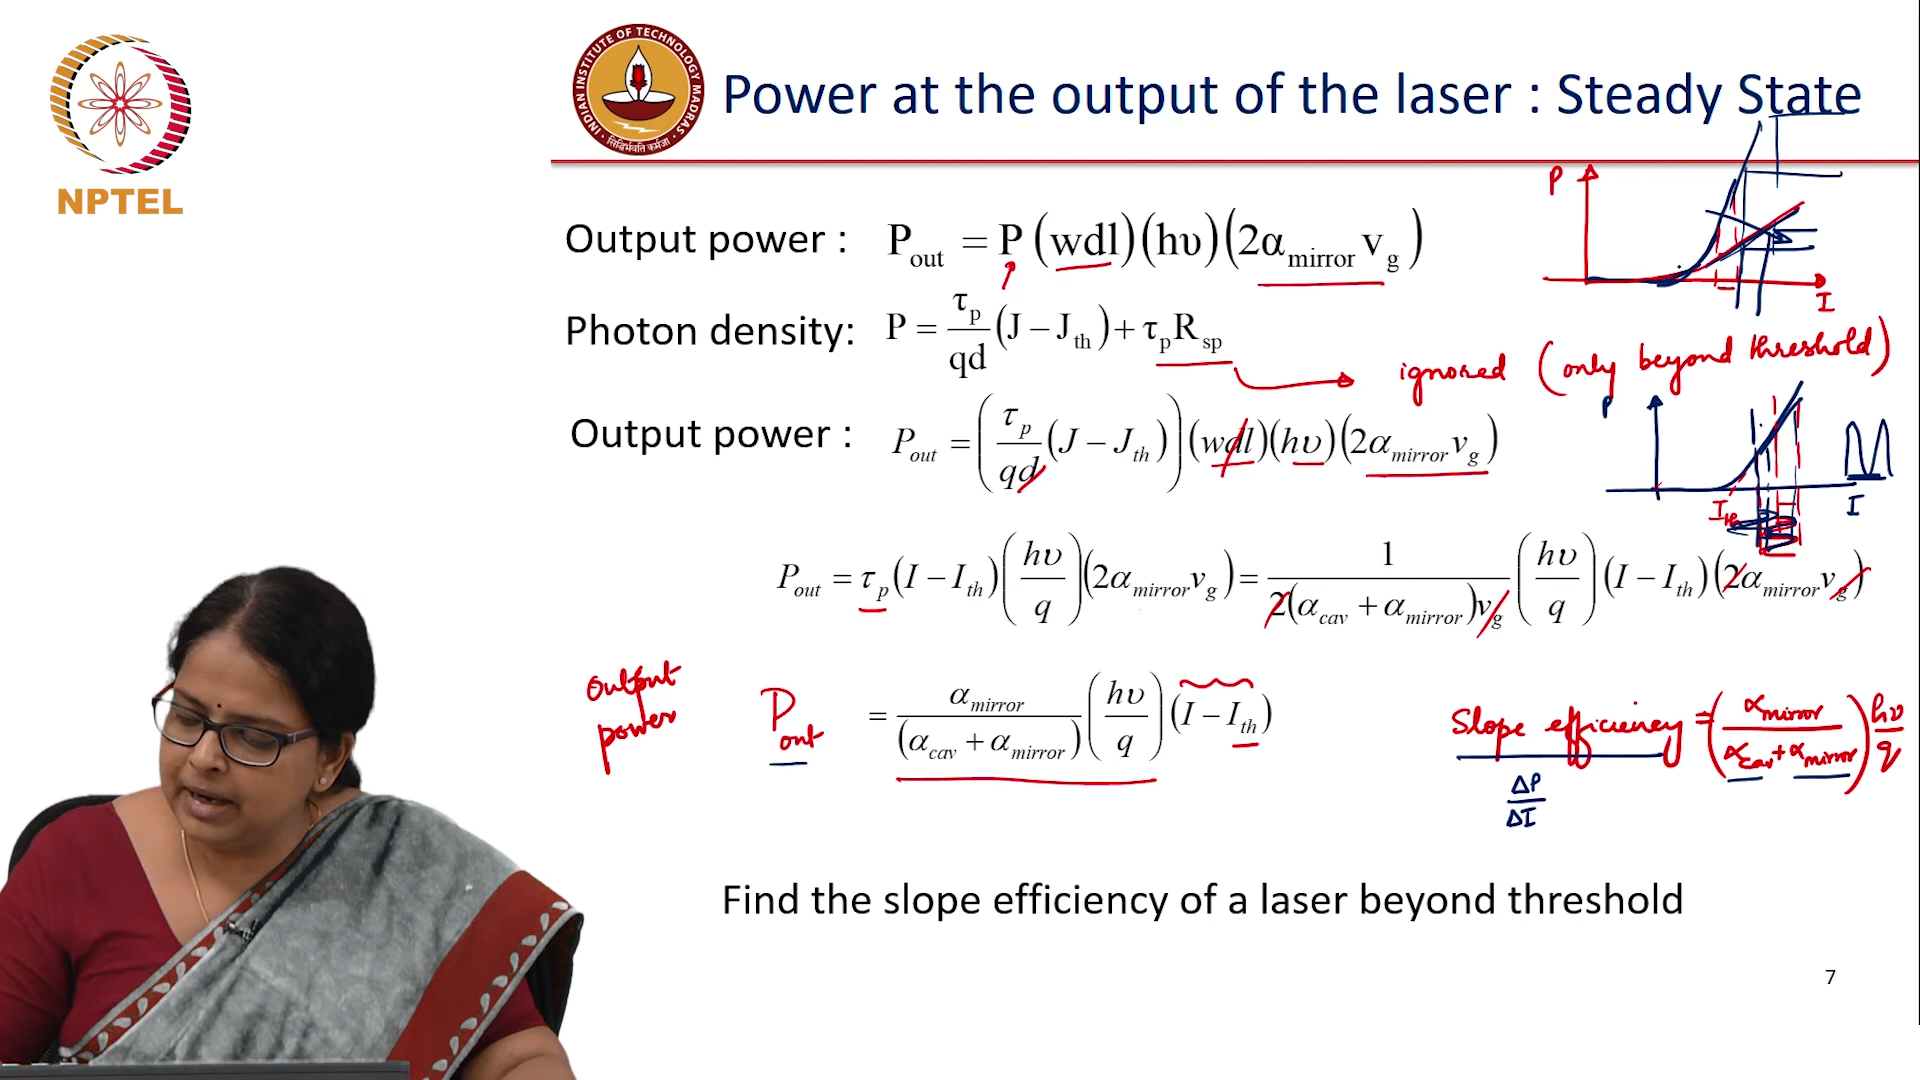 INDIAN INSTITUTE OF TECHNOLOGY MADRAS
सिद्धिर्भवति कर्मजा
NPTEL
Power at the output of the laser : Steady State
Output power : P_out = P (wdl)(hυ)(2α_mirror v_g)
Photon density: P = τ_p/qd (J − J_th) + τ_p R_sp
ignored (only beyond threshold)
Output power : P_out = (τ_p/qd (J − J_th)) (wdl)(hυ)(2α_mirror v_g)
P_out = τ_p (I − I_th) (hυ/q) (2α_mirror v_g) = 1/2(α_cav + α_mirror)v_g (hυ/q) (I − I_th) (2α_mirror v_g)
Output power P_out = α_mirror/(α_cav + α_mirror) (hυ/q) (I − I_th)
Slope efficiency = (α_mirror/α_cav + α_mirror) hυ/q
ΔP/ΔI
P
I
P
I_th
I
Find the slope efficiency of a laser beyond threshold
7